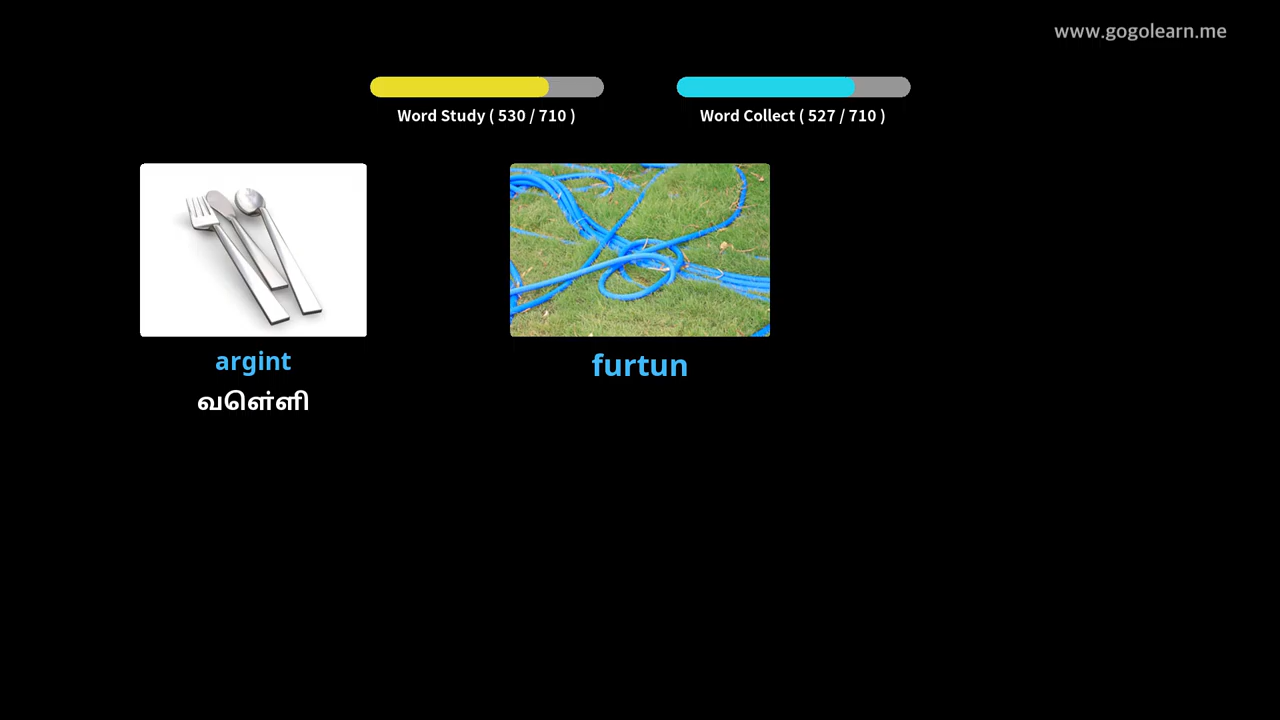 www.gogolearn.me
Word Study ( 530 / 710 )
Word Collect ( 527 / 710 )
argint
வெள்ளி
furtun